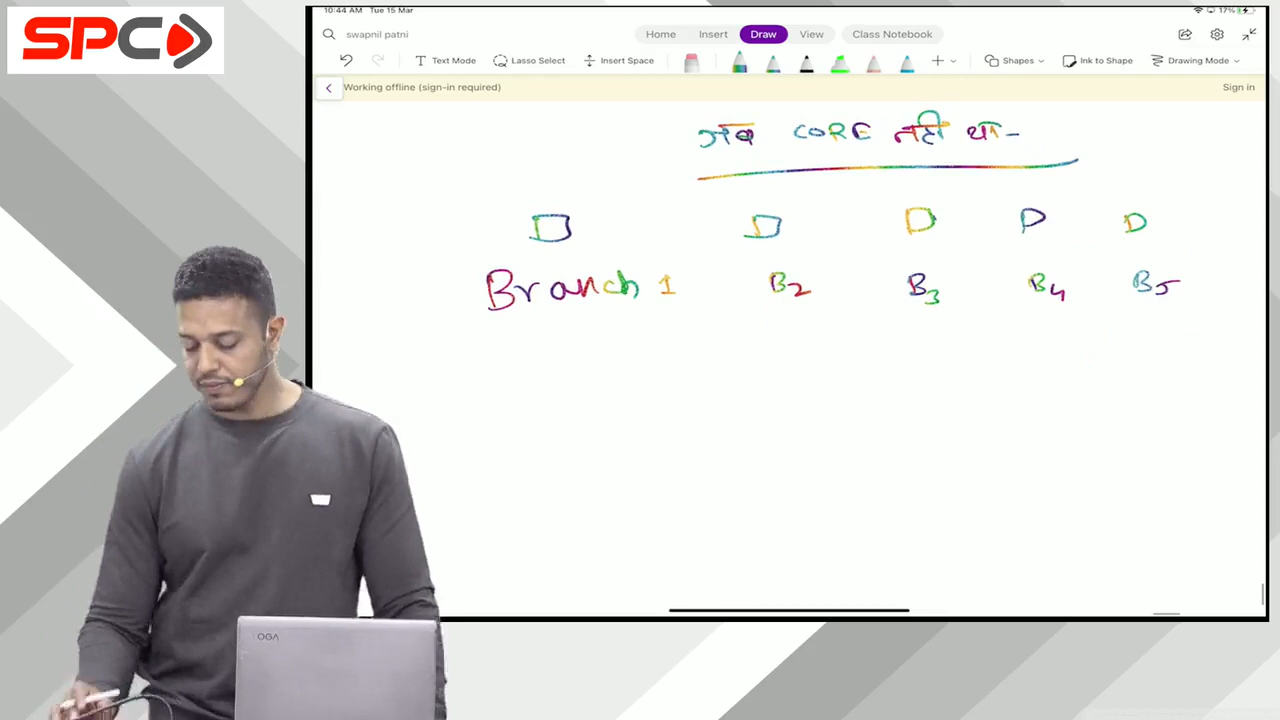 SPC
10:44 AM Tue 15 Mar
17%
swapnil patni
Home Insert Draw View Class Notebook
Text Mode Lasso Select Insert Space Shapes Ink to Shape Drawing Mode
Working offline (sign-in required) Sign in
जब CORE नही था-
Branch 1 B2 B3 B4 B5
OGA